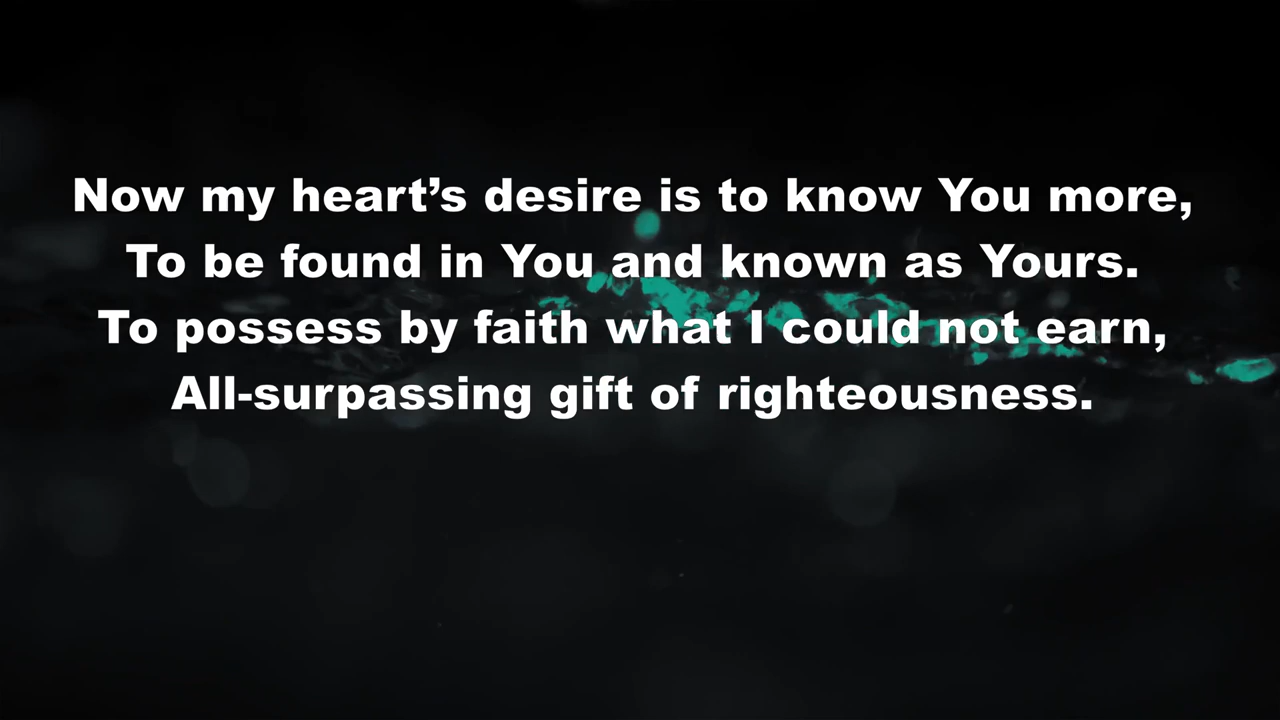 Now my heart’s desire is to know You more,
To be found in You and known as Yours.
To possess by faith what I could not earn,
All-surpassing gift of righteousness.